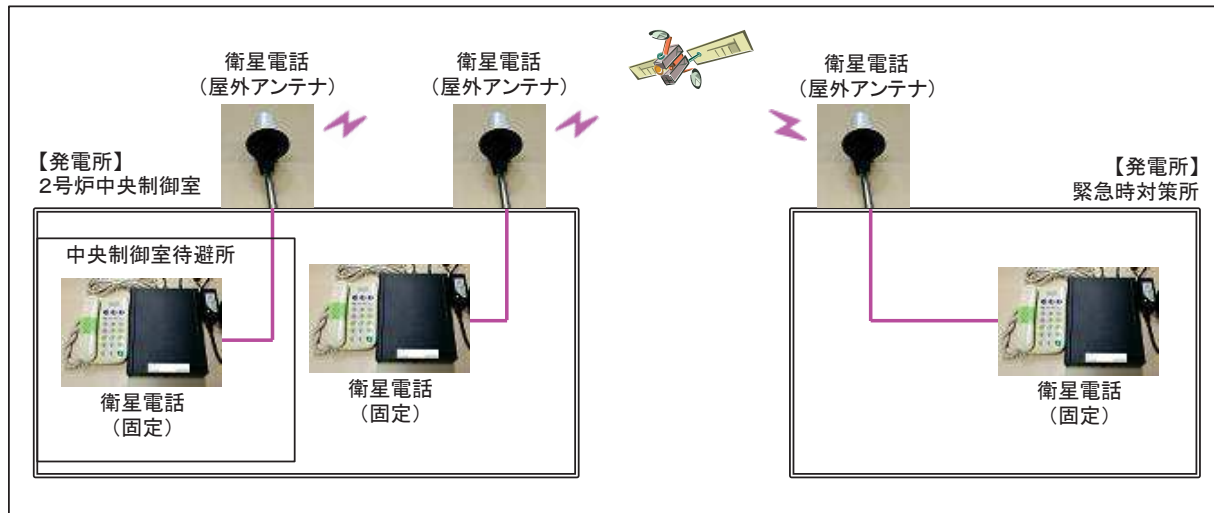 衛星電話
（屋外アンテナ）
衛星電話
（屋外アンテナ）
衛星電話
（屋外アンテナ）
【発電所】
２号炉中央制御室
【発電所】
緊急時対策所
中央制御室待避所
衛星電話
（固定）
衛星電話
（固定）
衛星電話
（固定）